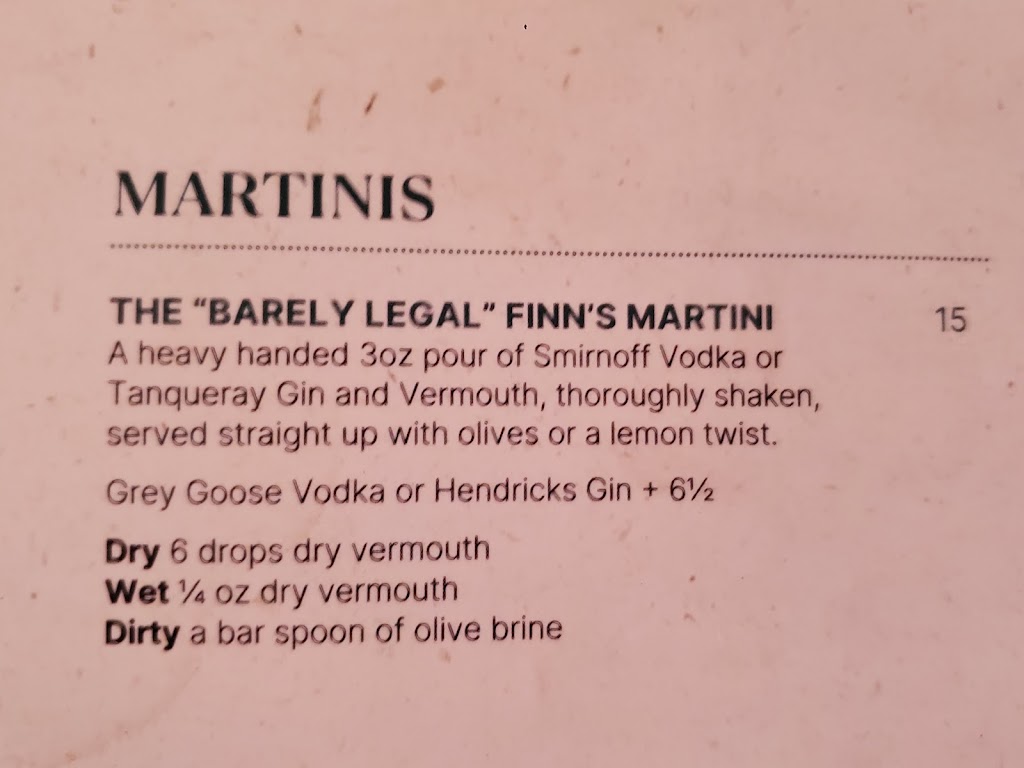 MARTINIS
THE “BARELY LEGAL” FINN’S MARTINI 15
A heavy handed 3oz pour of Smirnoff Vodka or
Tanqueray Gin and Vermouth, thoroughly shaken,
served straight up with olives or a lemon twist.
Grey Goose Vodka or Hendricks Gin + 6½
Dry 6 drops dry vermouth
Wet ¼ oz dry vermouth
Dirty a bar spoon of olive brine